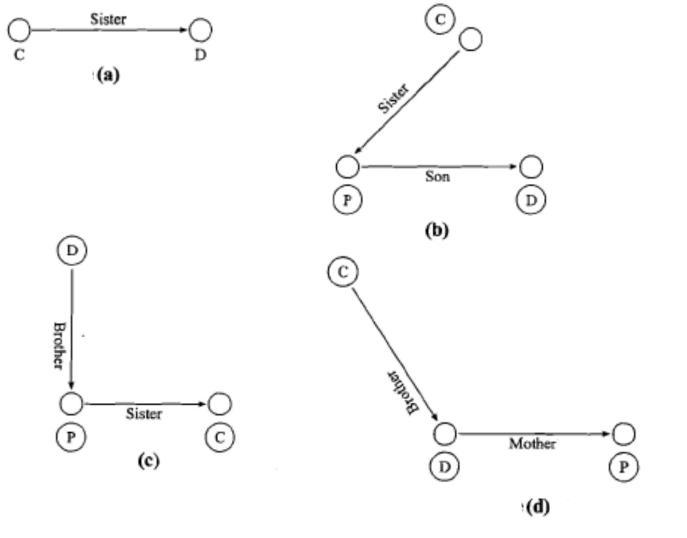 Sister
C D
(a)
C
Sister
Son
P D
(b)
D
Brother
Sister
P C
(c)
C
Brother
Mother
D P
(d)